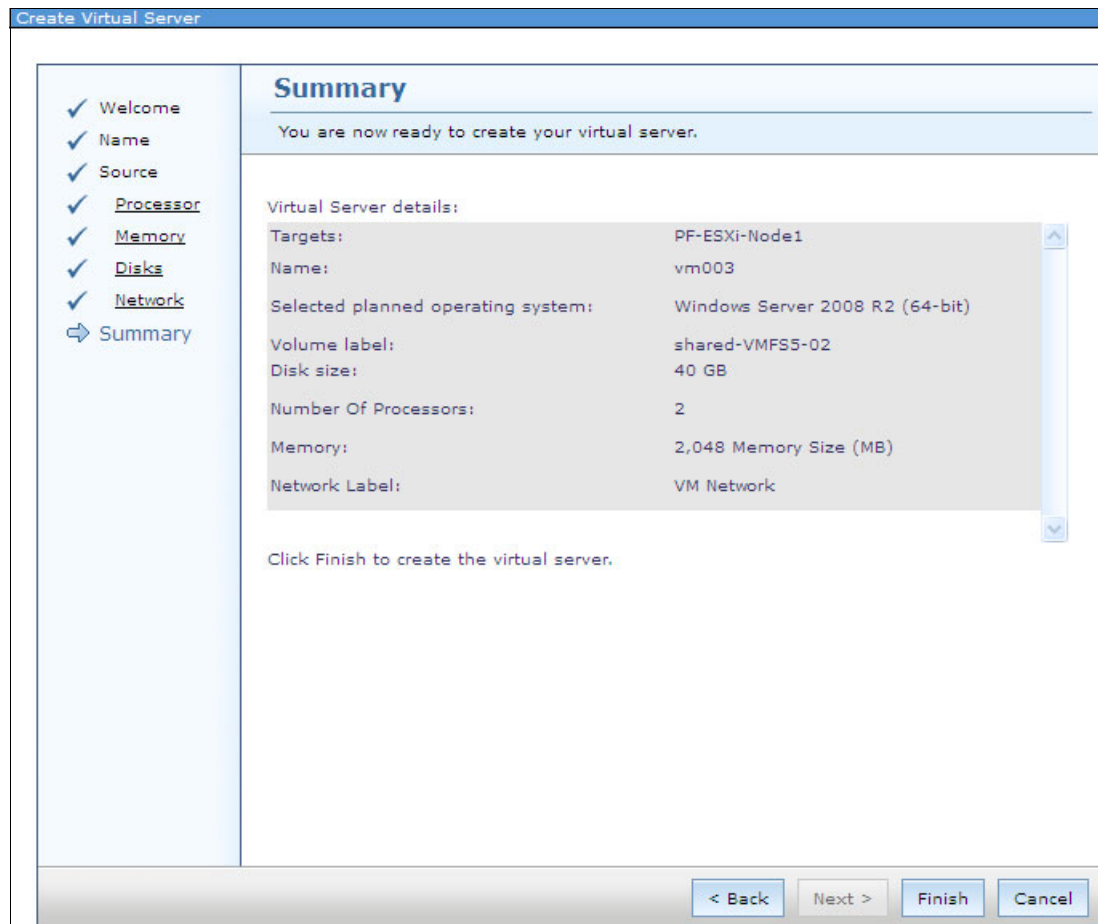 Create Virtual Server
Welcome
Name
Source
Processor
Memory
Disks
Network
Summary
Summary
You are now ready to create your virtual server.
Virtual Server details:
Targets: PF-ESXi-Node1
Name: vm003
Selected planned operating system: Windows Server 2008 R2 (64-bit)
Volume label: shared-VMFS5-02
Disk size: 40 GB
Number Of Processors: 2
Memory: 2,048 Memory Size (MB)
Network Label: VM Network
Click Finish to create the virtual server.
< Back Next > Finish Cancel